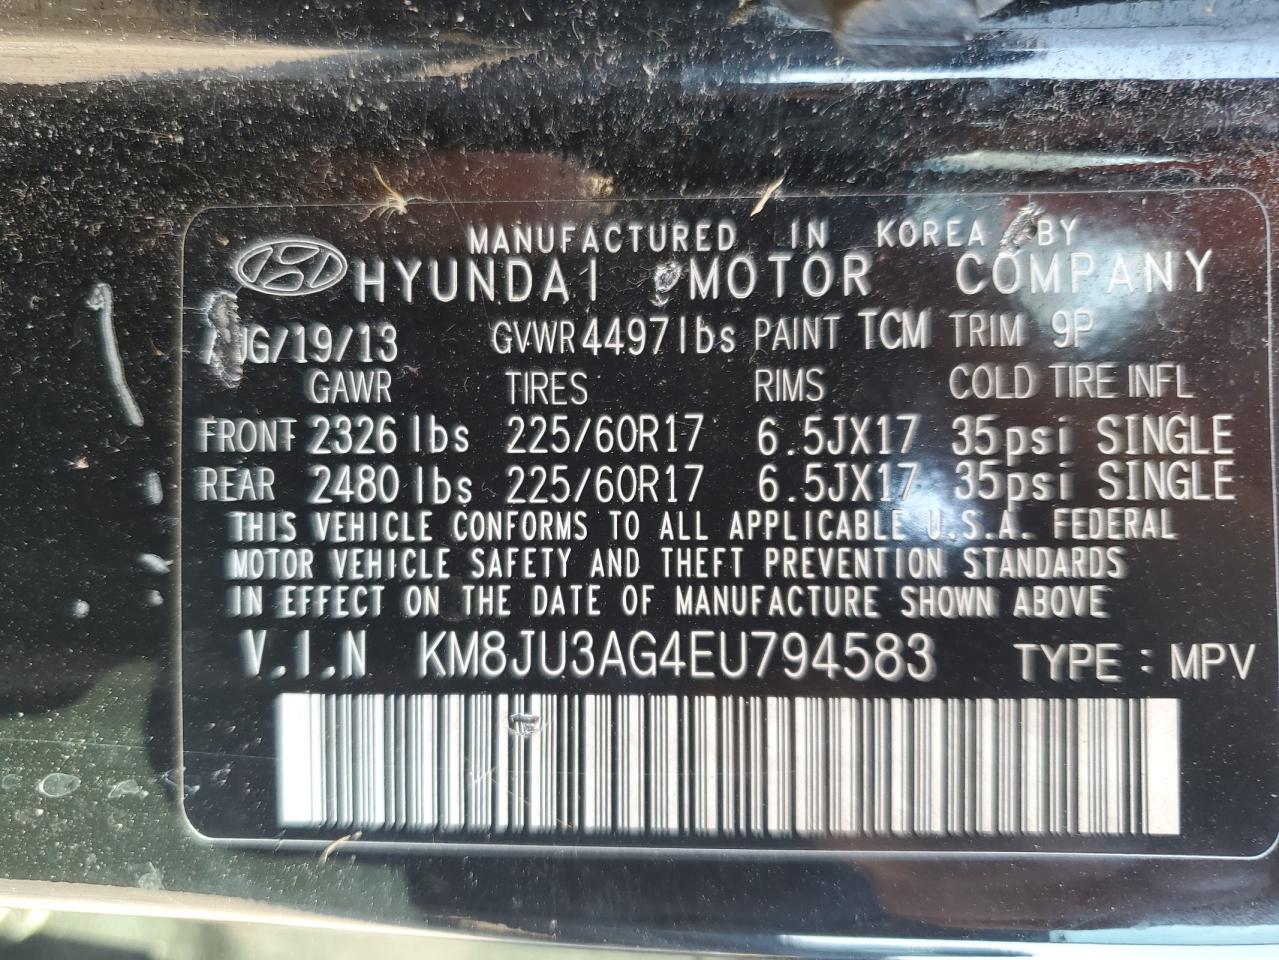 MANUFACTURED IN KOREA BY
HYUNDAI MOTOR COMPANY
AUG/19/13 GVWR 4497 lbs PAINT TCM TRIM 9P
GAWR TIRES RIMS COLD TIRE INFL
FRONT 2326 lbs 225/60R17 6.5JX17 35psi SINGLE
REAR 2480 lbs 225/60R17 6.5JX17 35psi SINGLE
THIS VEHICLE CONFORMS TO ALL APPLICABLE U.S.A. FEDERAL
MOTOR VEHICLE SAFETY AND THEFT PREVENTION STANDARDS
IN EFFECT ON THE DATE OF MANUFACTURE SHOWN ABOVE
V.I.N KM8JU3AG4EU794583 TYPE : MPV